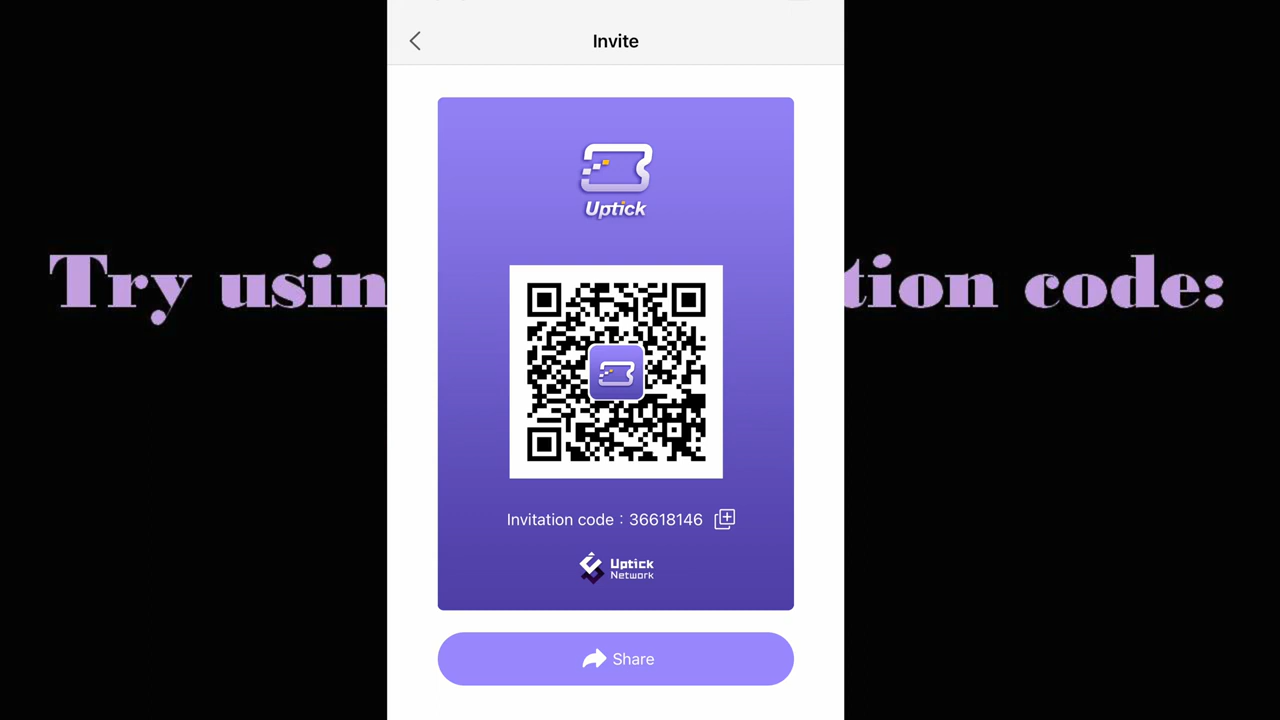 Invite
Uptick
Try usin
tion code:
Invitation code : 36618146
Uptick
Network
Share